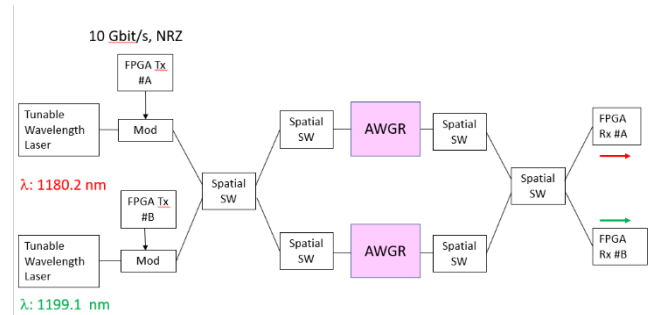 10 Gbit/s, NRZ
FPGA Tx
#A
Tunable
Wavelength
Laser
Mod
λ: 1180.2 nm
FPGA Tx
#B
Tunable
Wavelength
Laser
Mod
λ: 1199.1 nm
Spatial
SW
Spatial
SW
AWGR
Spatial
SW
Spatial
SW
AWGR
Spatial
SW
Spatial
SW
FPGA
Rx #A
FPGA
Rx #B